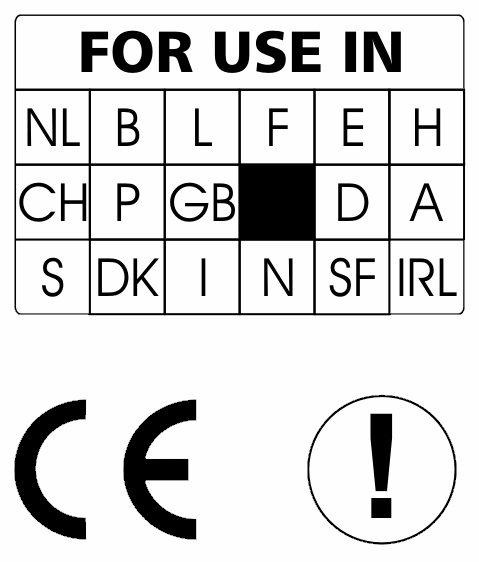 FOR USE IN
NL B L F E H
CH P GB D A
S DK I N SF IRL
CE !